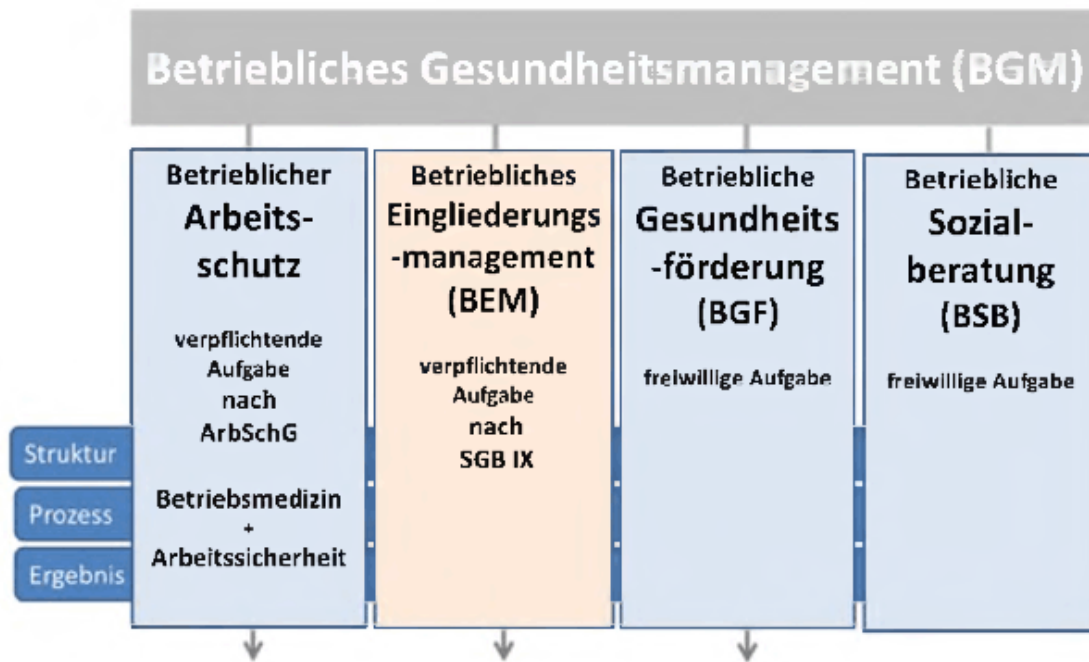 Betriebliches Gesundheitsmanagement (BGM)
Betrieblicher
Arbeits-
schutz
verpflichtende
Aufgabe
nach
ArbSchG
Betriebsmedizin
+
Arbeitssicherheit
Betriebliches
Eingliederungs
-management
(BEM)
verpflichtende
Aufgabe
nach
SGB IX
Betriebliche
Gesundheits
-förderung
(BGF)
freiwillige Aufgabe
Betriebliche
Sozial-
beratung
(BSB)
freiwillige Aufgabe
Struktur
Prozess
Ergebnis